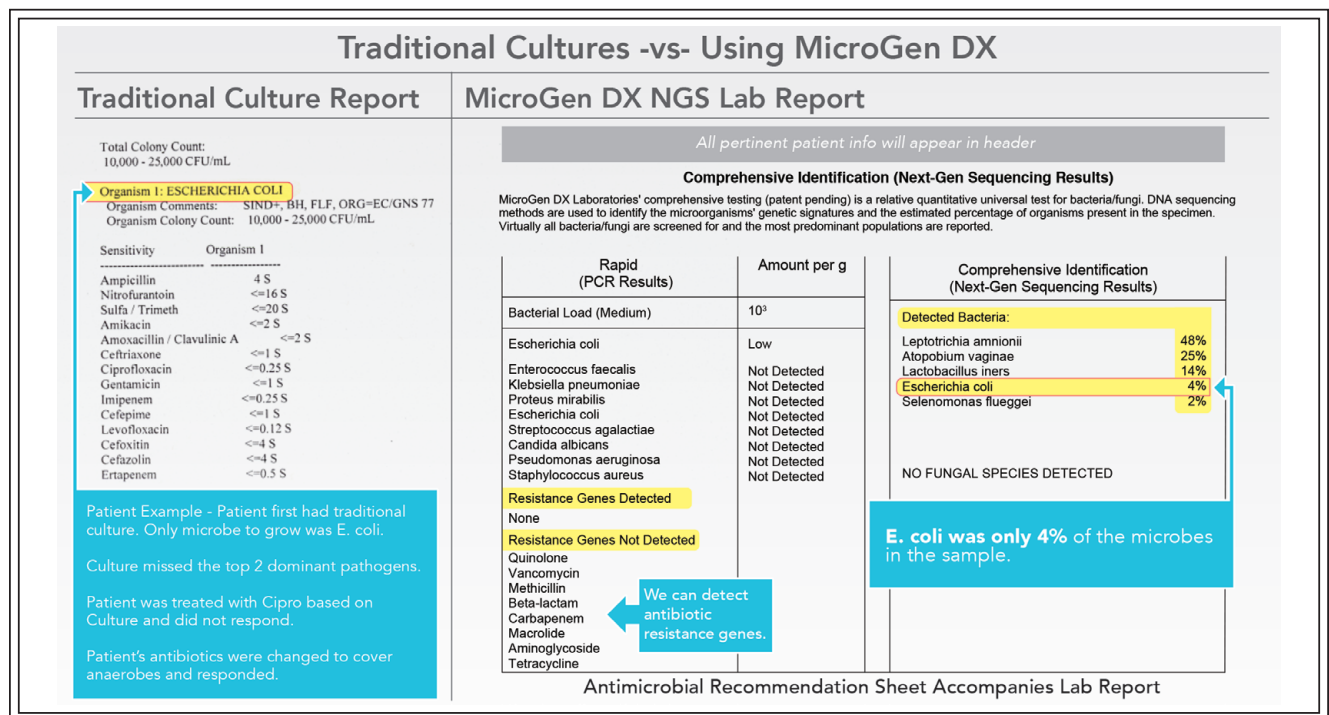 Traditional Cultures -vs- Using MicroGen DX
Traditional Culture Report
Total Colony Count:
10,000 - 25,000 CFU/mL
Organism 1: ESCHERICHIA COLI
Organism Comments: SIND+, BH, FLF, ORG=EC/GNS 77
Organism Colony Count: 10,000 - 25,000 CFU/mL
Sensitivity Organism 1
Ampicillin 4 S
Nitrofurantoin <=16 S
Sulfa / Trimeth <=20 S
Amikacin <=2 S
Amoxacillin / Clavulinic A <=2 S
Ceftriaxone <=1 S
Ciprofloxacin <=0.25 S
Gentamicin <=1 S
Imipenem <=0.25 S
Cefepime <=1 S
Levofloxacin <=0.12 S
Cefoxitin <=4 S
Cefazolin <=4 S
Ertapenem <=0.5 S
Patient Example - Patient first had traditional
culture. Only microbe to grow was E. coli.
Culture missed the top 2 dominant pathogens.
Patient was treated with Cipro based on
Culture and did not respond.
Patient's antibiotics were changed to cover
anaerobes and responded.
MicroGen DX NGS Lab Report
All pertinent patient info will appear in header
Comprehensive Identification (Next-Gen Sequencing Results)
MicroGen DX Laboratories' comprehensive testing (patent pending) is a relative quantitative universal test for bacteria/fungi. DNA sequencing
methods are used to identify the microorganisms' genetic signatures and the estimated percentage of organisms present in the specimen.
Virtually all bacteria/fungi are screened for and the most predominant populations are reported.
Rapid
(PCR Results)
Amount per g
Bacterial Load (Medium) 10³
Escherichia coli Low
Enterococcus faecalis Not Detected
Klebsiella pneumoniae Not Detected
Proteus mirabilis Not Detected
Escherichia coli Not Detected
Streptococcus agalactiae Not Detected
Candida albicans Not Detected
Pseudomonas aeruginosa Not Detected
Staphylococcus aureus Not Detected
Resistance Genes Detected
None
Resistance Genes Not Detected
Quinolone
Vancomycin
Methicillin
Beta-lactam
Carbapenem
Macrolide
Aminoglycoside
Tetracycline
We can detect
antibiotic
resistance genes.
Comprehensive Identification
(Next-Gen Sequencing Results)
Detected Bacteria:
Leptotrichia amnionii 48%
Atopobium vaginae 25%
Lactobacillus iners 14%
Escherichia coli 4%
Selenomonas flueggei 2%
NO FUNGAL SPECIES DETECTED
E. coli was only 4% of the microbes
in the sample.
Antimicrobial Recommendation Sheet Accompanies Lab Report